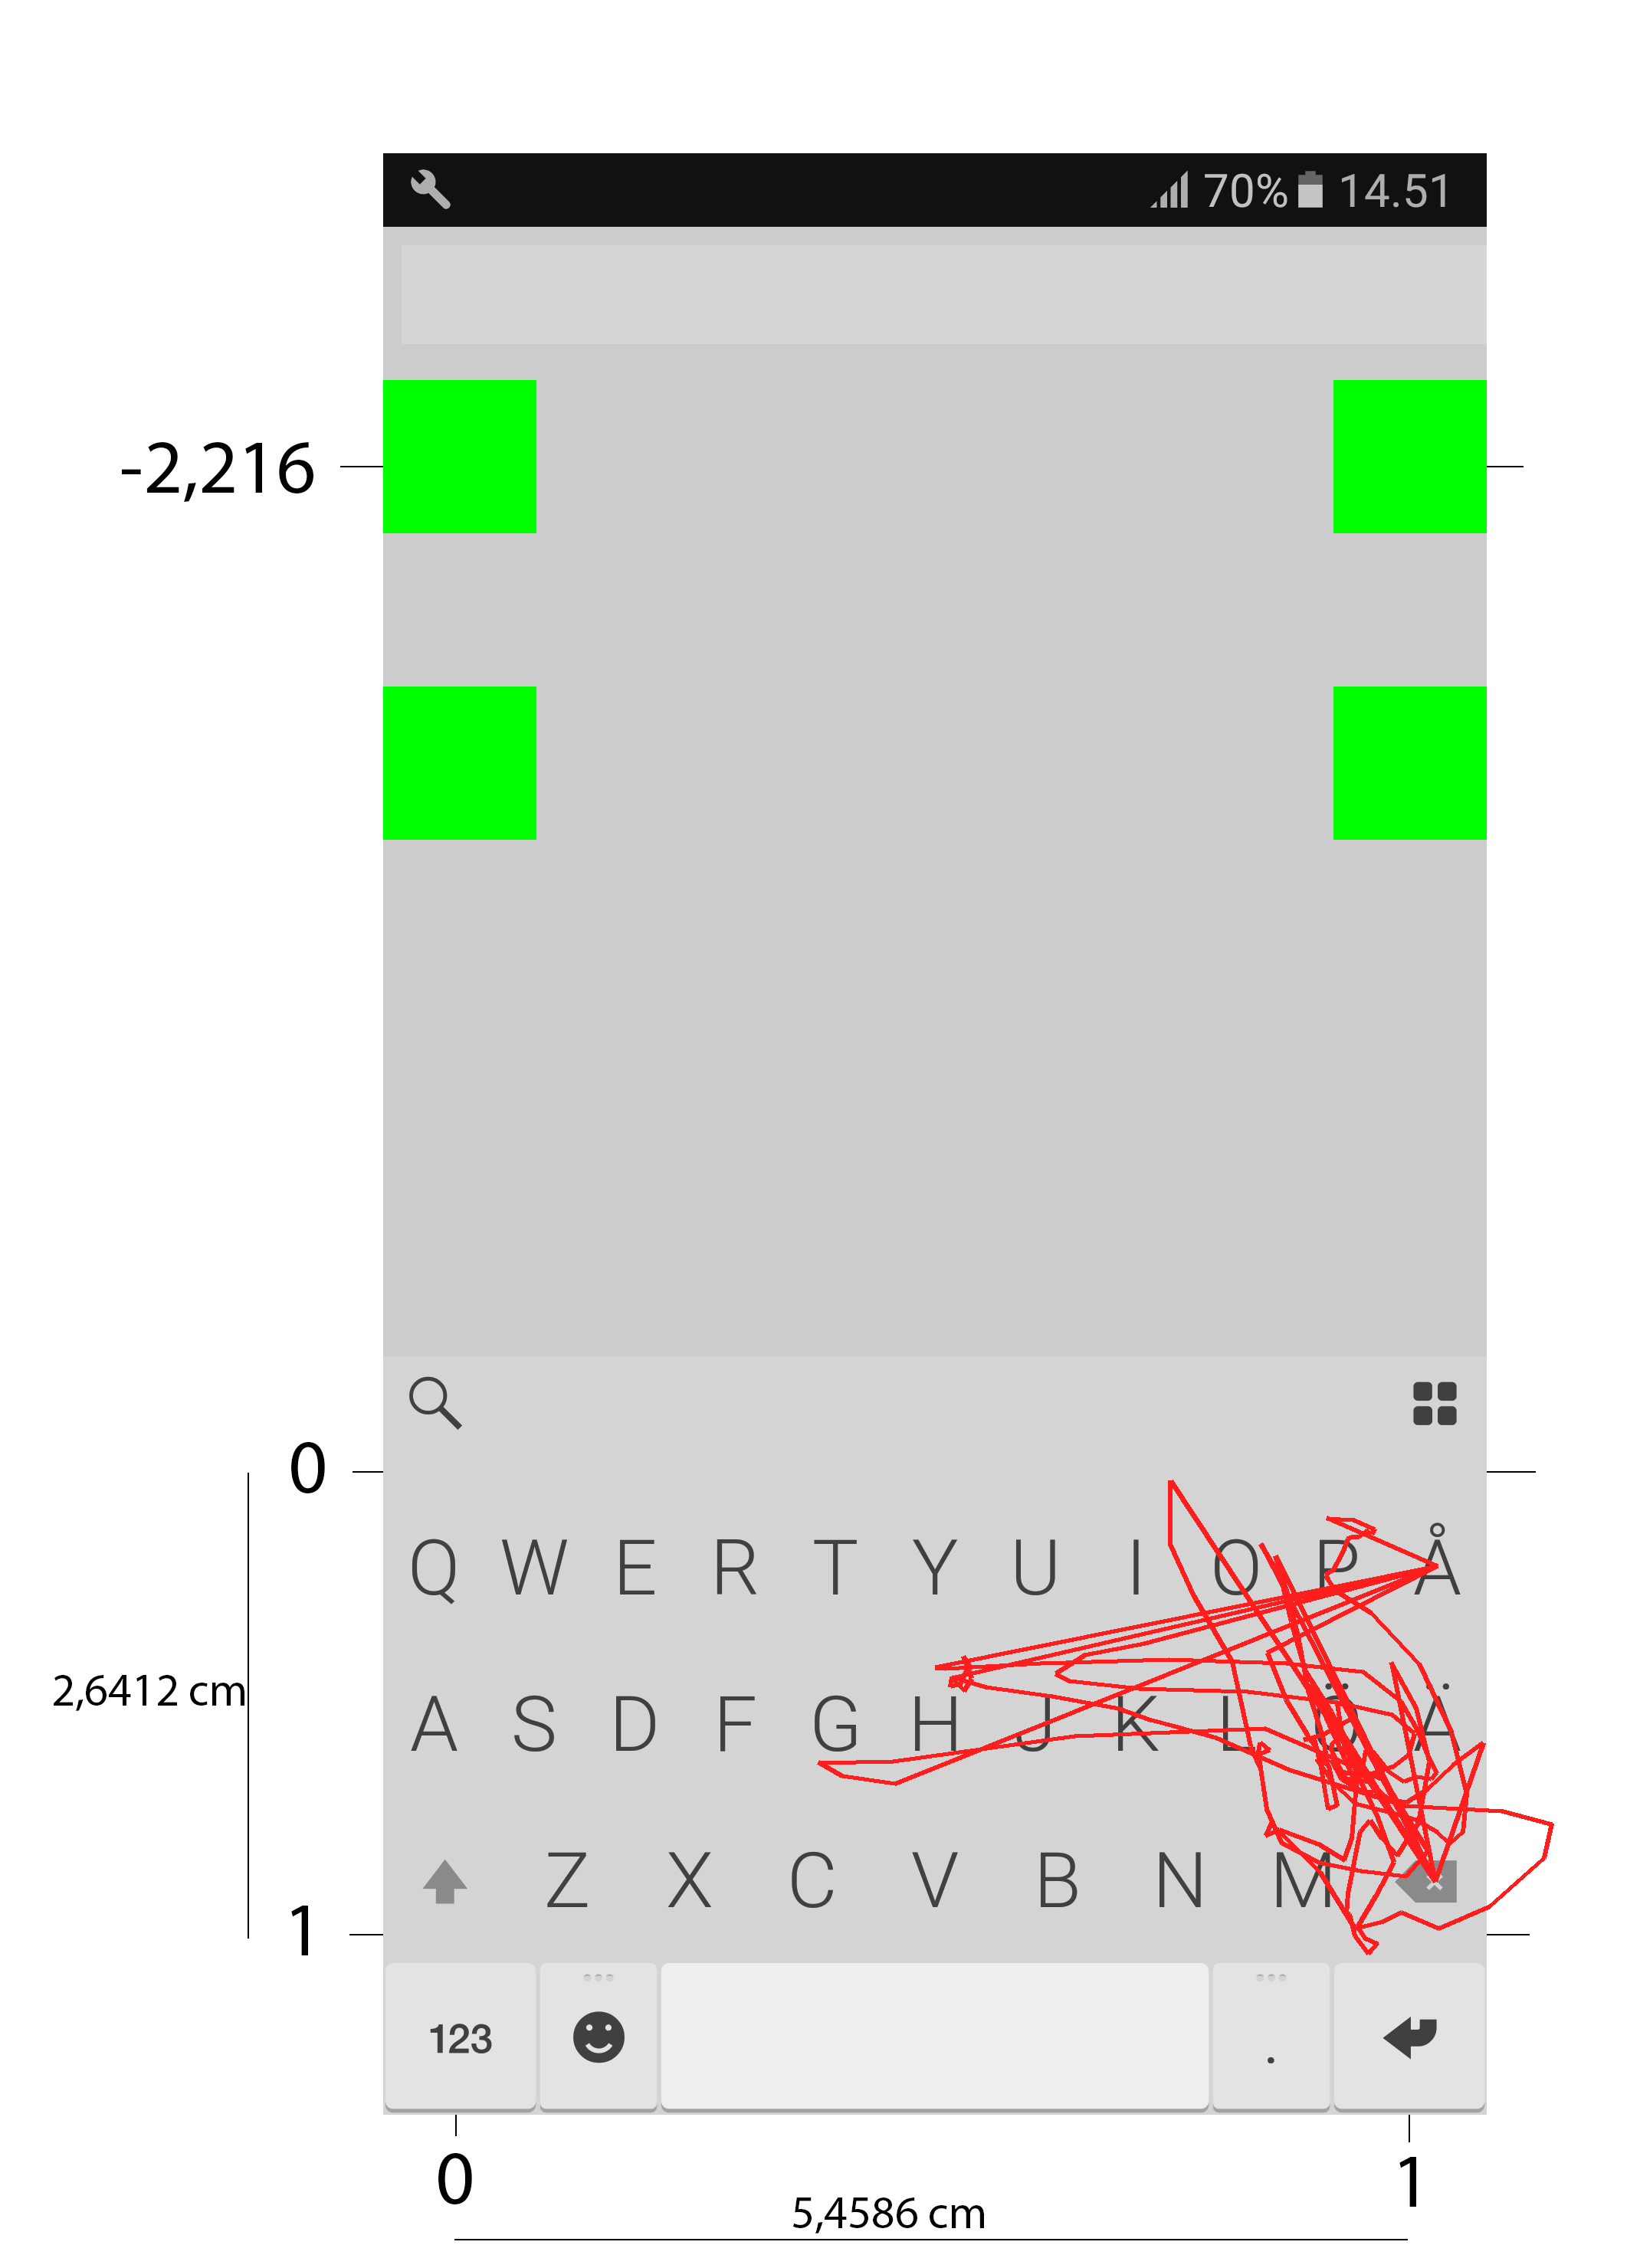 70% 14.51
-2,216
0
Q W E R T Y U I O P Å
2,6412 cm
A S D F G H J K L Ö Ä
Z X C V B N M
1
123 .
0 1
5,4586 cm